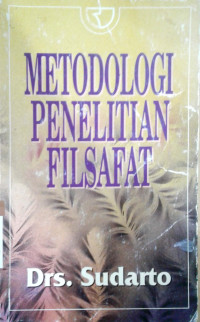 METODOLOGI
PENELITIAN
FILSAFAT
Drs. Sudarto